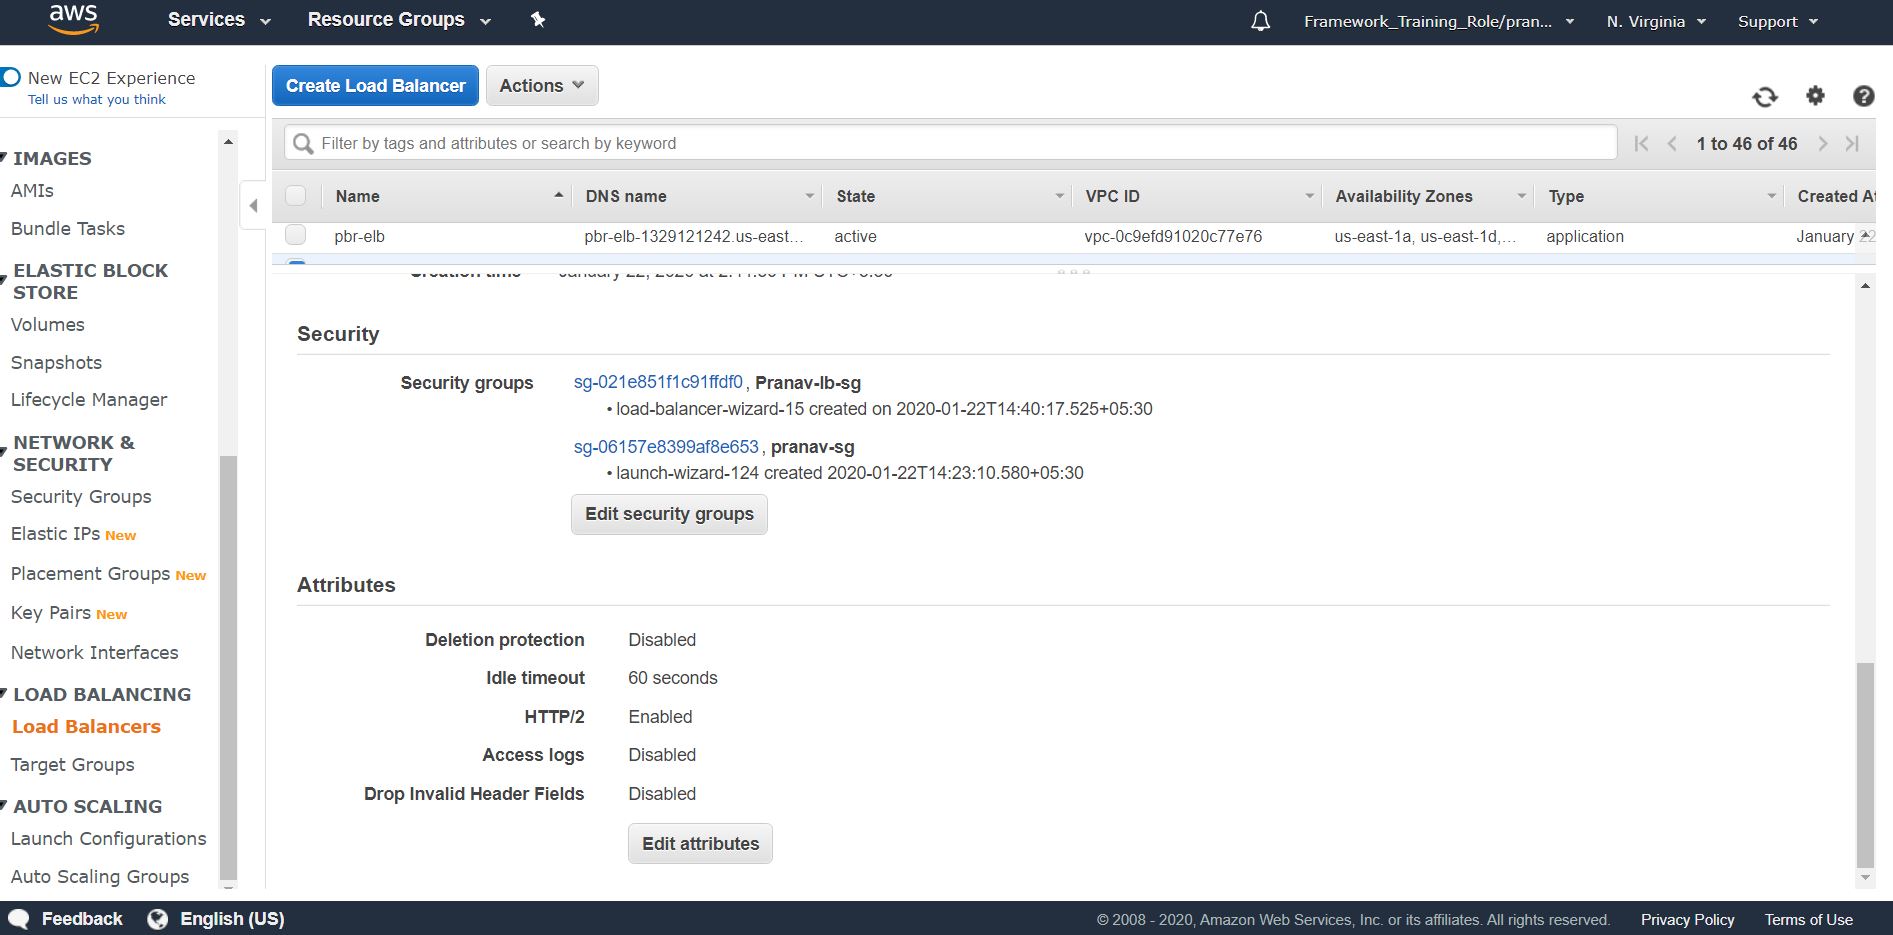 aws Services Resource Groups Framework_Training_Role/pran... N. Virginia Support
New EC2 Experience
Tell us what you think
IMAGES
AMIs
Bundle Tasks
ELASTIC BLOCK
STORE
Volumes
Snapshots
Lifecycle Manager
NETWORK &
SECURITY
Security Groups
Elastic IPs New
Placement Groups New
Key Pairs New
Network Interfaces
LOAD BALANCING
Load Balancers
Target Groups
AUTO SCALING
Launch Configurations
Auto Scaling Groups
Create Load Balancer Actions
Filter by tags and attributes or search by keyword 1 to 46 of 46
Name DNS name State VPC ID Availability Zones Type Created At
pbr-elb pbr-elb-1329121242.us-east... active vpc-0c9efd91020c77e76 us-east-1a, us-east-1d,... application January 22
Creation time January 22, 2020 at
Security
Security groups sg-021e851f1c91ffdf0, Pranav-lb-sg
• load-balancer-wizard-15 created on 2020-01-22T14:40:17.525+05:30
sg-06157e8399af8e653, pranav-sg
• launch-wizard-124 created 2020-01-22T14:23:10.580+05:30
Edit security groups
Attributes
Deletion protection Disabled
Idle timeout 60 seconds
HTTP/2 Enabled
Access logs Disabled
Drop Invalid Header Fields Disabled
Edit attributes
Feedback English (US) © 2008 - 2020, Amazon Web Services, Inc. or its affiliates. All rights reserved. Privacy Policy Terms of Use